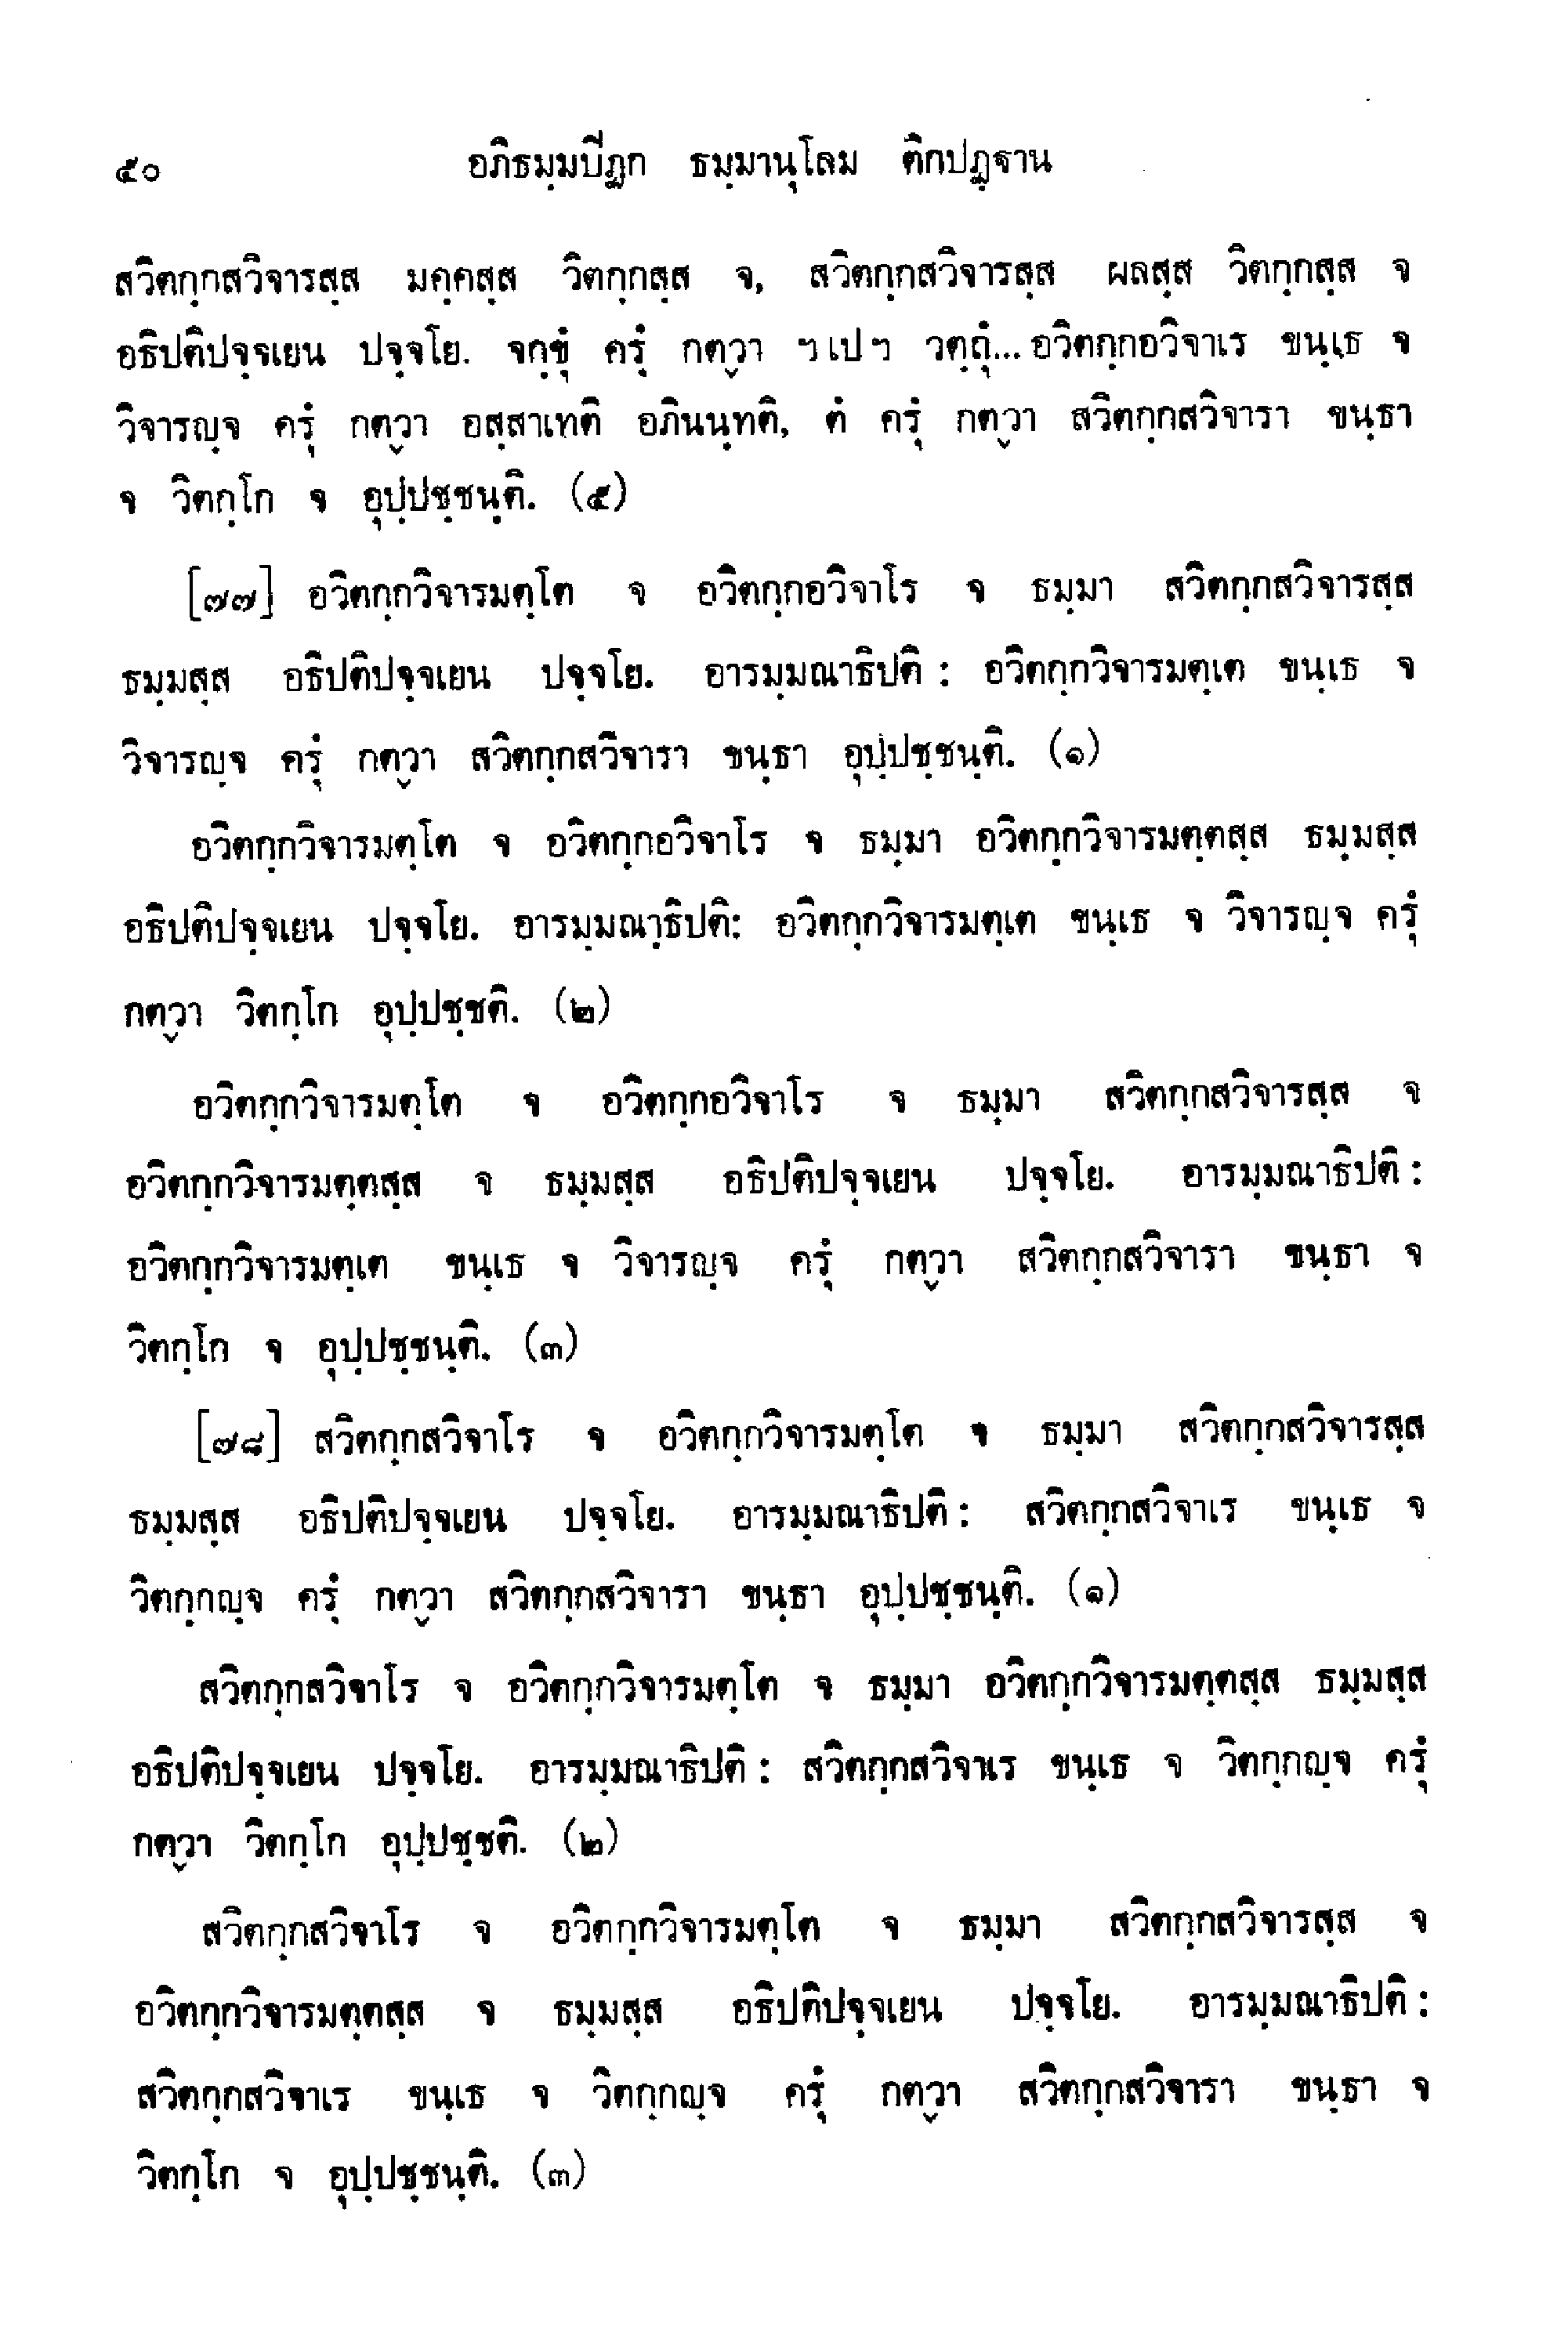 ๕๐ อภิธมฺมปีฏก ธมฺมานุโลม ติกปฏฺฐาน
สวิตกฺกสวิจารสฺส มคฺคสฺส วิตกฺกสฺส จ, สวิตกฺกสวิจารสฺส ผลสฺส วิตกฺกสฺส จ
อธิปติปจฺจเยน ปจฺจโย. จกฺขุํ ครุํ กตฺวา ฯ เป ฯ วตฺถุํ... อวิตกฺกอวิจาเร ขนฺเธ จ
วิจารญฺจ ครุํ กตฺวา อสฺสาเทติ อภินนฺทติ, ตํ ครุํ กตฺวา สวิตกฺกสวิจารา ขนฺธา
จ วิตกฺโก จ อุปฺปชฺชนฺติ. (๕)
[๗๗] อวิตกฺกวิจารมตฺโต จ อวิตกฺกอวิจาโร จ ธมฺมา สวิตกฺกสวิจารสฺส
ธมฺมสฺส อธิปติปจฺจเยน ปจฺจโย. อารมฺมณาธิปติ : อวิตกฺกวิจารมตฺเต ขนฺเธ จ
วิจารญฺจ ครุํ กตฺวา สวิตกฺกสวิจารา ขนฺธา อุปฺปชฺชนฺติ. (๑)
อวิตกฺกวิจารมตฺโต จ อวิตกฺกอวิจาโร จ ธมฺมา อวิตกฺกวิจารมตฺตสฺส ธมฺมสฺส
อธิปติปจฺจเยน ปจฺจโย. อารมฺมณาธิปติ: อวิตกฺกวิจารมตฺเต ขนฺเธ จ วิจารญฺจ ครุํ
กตฺวา วิตกฺโก อุปฺปชฺชติ. (๒)
อวิตกฺกวิจารมตฺโต จ อวิตกฺกอวิจาโร จ ธมฺมา สวิตกฺกสวิจารสฺส จ
อวิตกฺกวิจารมตฺตสฺส จ ธมฺมสฺส อธิปติปจฺจเยน ปจฺจโย. อารมฺมณาธิปติ :
อวิตกฺกวิจารมตฺเต ขนฺเธ จ วิจารญฺจ ครุํ กตฺวา สวิตกฺกสวิจารา ขนฺธา จ
วิตกฺโก จ อุปฺปชฺชนฺติ. (๓)
[๗๘] สวิตกฺกสวิจาโร จ อวิตกฺกวิจารมตฺโต จ ธมฺมา สวิตกฺกสวิจารสฺส
ธมฺมสฺส อธิปติปจฺจเยน ปจฺจโย. อารมฺมณาธิปติ : สวิตกฺกสวิจาเร ขนฺเธ จ
วิตกฺกญฺจ ครุํ กตฺวา สวิตกฺกสวิจารา ขนฺธา อุปฺปชฺชนฺติ. (๑)
สวิตกฺกสวิจาโร จ อวิตกฺกวิจารมตฺโต จ ธมฺมา อวิตกฺกวิจารมตฺตสฺส ธมฺมสฺส
อธิปติปจฺจเยน ปจฺจโย. อารมฺมณาธิปติ : สวิตกฺกสวิจาเร ขนฺเธ จ วิตกฺกญฺจ ครุํ
กตฺวา วิตกฺโก อุปฺปชฺชติ. (๒)
สวิตกฺกสวิจาโร จ อวิตกฺกวิจารมตฺโต จ ธมฺมา สวิตกฺกสวิจารสฺส จ
อวิตกฺกวิจารมตฺตสฺส จ ธมฺมสฺส อธิปติปจฺจเยน ปจฺจโย. อารมฺมณาธิปติ :
สวิตกฺกสวิจาเร ขนฺเธ จ วิตกฺกญฺจ ครุํ กตฺวา สวิตกฺกสวิจารา ขนฺธา จ
วิตกฺโก จ อุปฺปชฺชนฺติ. (๓)